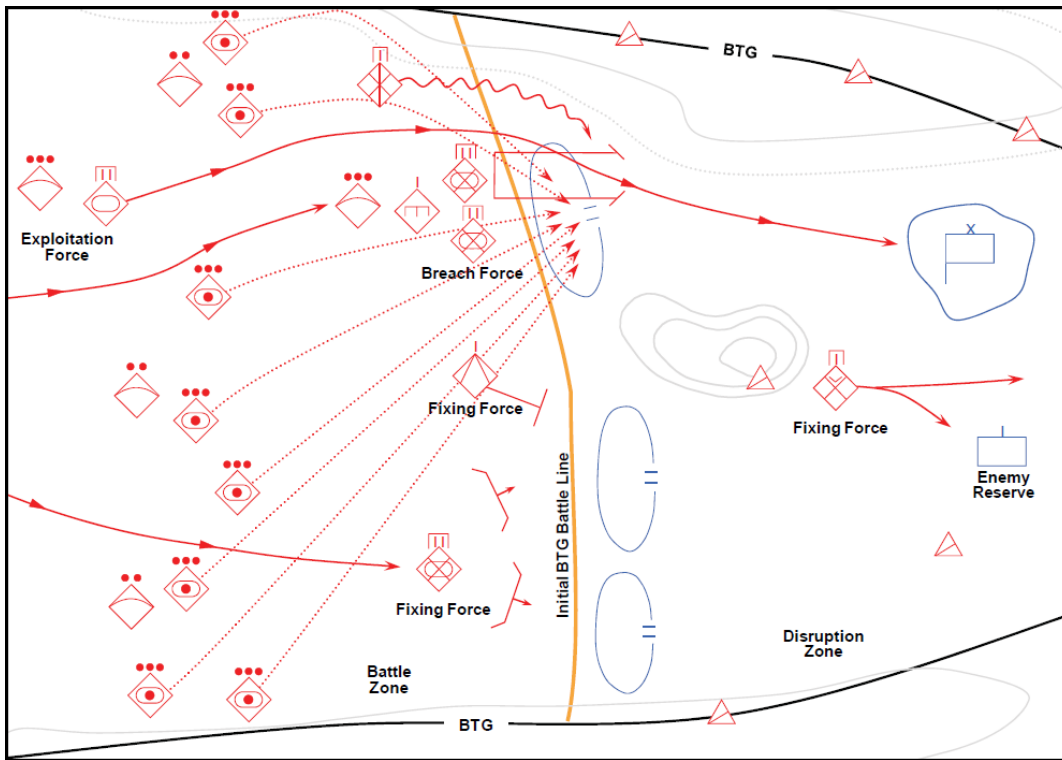 BTG
X
Exploitation
Force
Breach Force
Fixing Force
Fixing Force
Enemy
Reserve
Initial BTG Battle Line
Fixing Force
Disruption
Zone
Battle
Zone
BTG